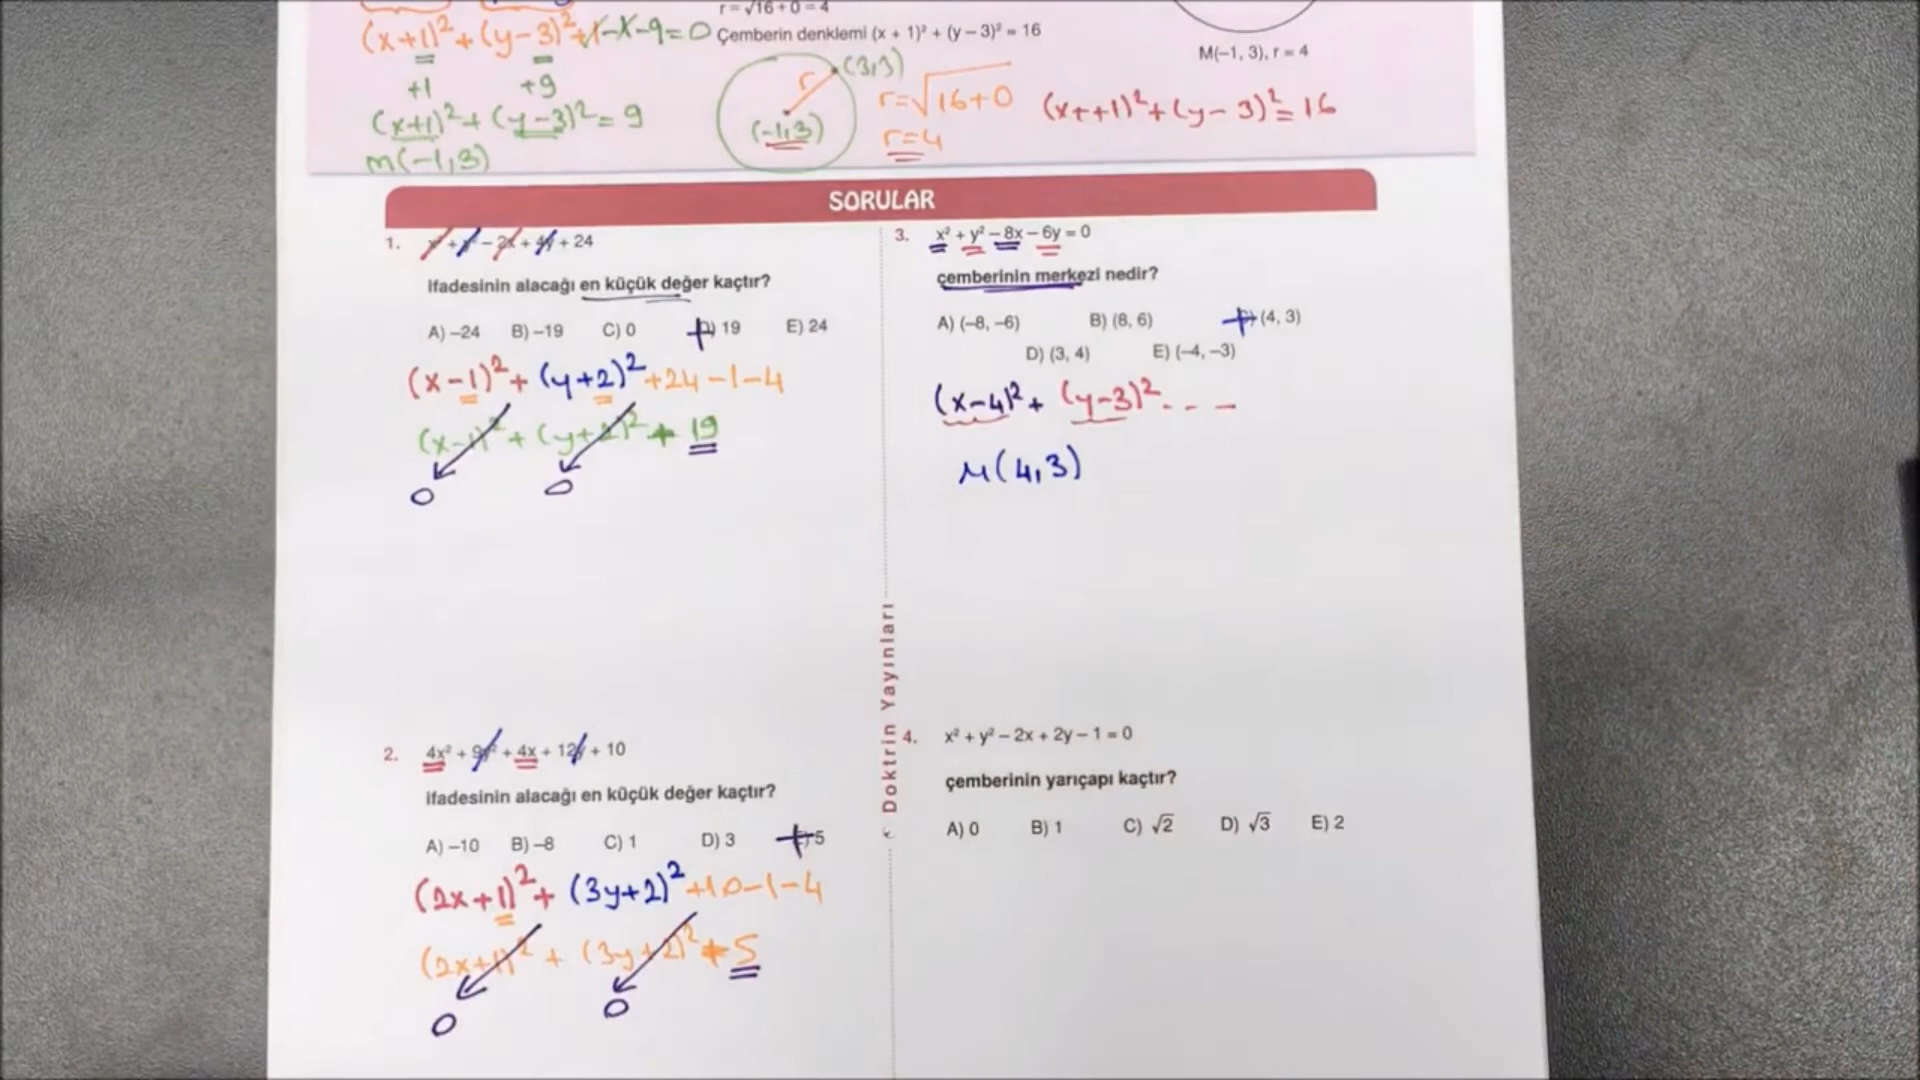 r = √16 + 0 = 4
(x+1)² + (y-3)² -9=0
Çemberin denklemi (x + 1)² + (y – 3)² = 16
M(–1, 3), r = 4
+1 +9
(x+1)² + (y-3)² = 9
m(-1,3)
r
(3,3)
(-1,3)
r=√16+0
r=4
(x++1)² + (y-3)² = 16
SORULAR
1. x² + y² – 2x + 4y + 24
ifadesinin alacağı en küçük değer kaçtır?
A) –24 B) –19 C) 0 D) 19 E) 24
(x-1)² + (y+2)² +24-1-4
(x-1)² + (y+2)² + 19
0 0
2. 4x² + 9y² + 4x + 12y + 10
ifadesinin alacağı en küçük değer kaçtır?
A) –10 B) –8 C) 1 D) 3 E) 5
(2x+1)² + (3y+2)² +10-1-4
(2x+1)² + (3y+2)² + 5
0 0
Doktrin Yayınları
3. x² + y² – 8x – 6y = 0
çemberinin merkezi nedir?
A) (–8, –6) B) (8, 6) C) (4, 3)
D) (3, 4) E) (–4, –3)
(x-4)² + (y-3)² - - -
M(4,3)
4. x² + y² – 2x + 2y – 1 = 0
çemberinin yarıçapı kaçtır?
A) 0 B) 1 C) √2 D) √3 E) 2